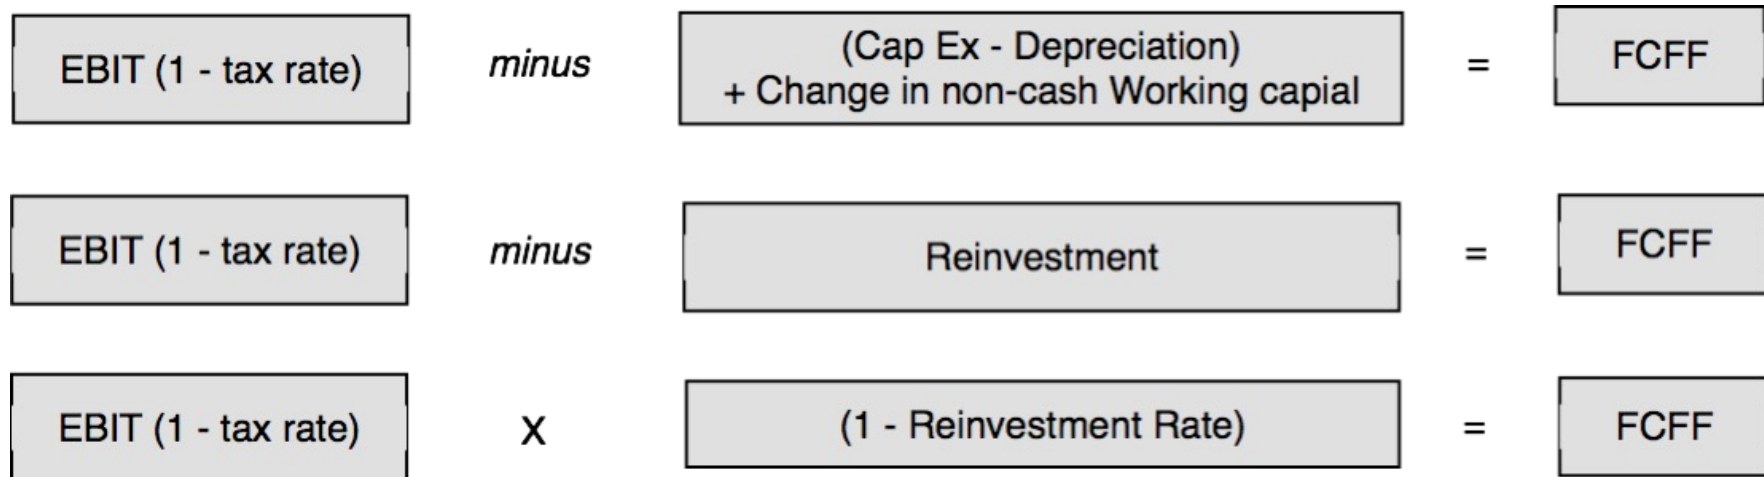 EBIT (1 - tax rate) minus (Cap Ex - Depreciation)
+ Change in non-cash Working capial = FCFF
EBIT (1 - tax rate) minus Reinvestment = FCFF
EBIT (1 - tax rate) X (1 - Reinvestment Rate) = FCFF